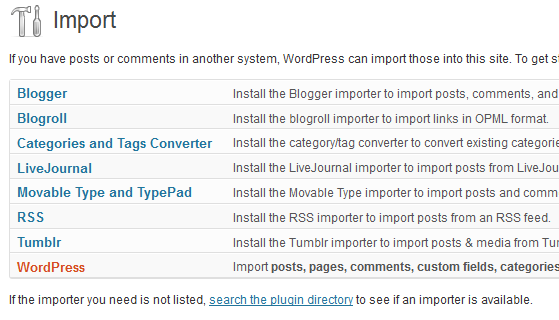 Import
If you have posts or comments in another system, WordPress can import those into this site. To get
Blogger Install the Blogger importer to import posts, comments, and
Blogroll Install the blogroll importer to import links in OPML format.
Categories and Tags Converter Install the category/tag converter to convert existing categorie
LiveJournal Install the LiveJournal importer to import posts from LiveJou
Movable Type and TypePad Install the Movable Type importer to import posts and comm
RSS Install the RSS importer to import posts from an RSS feed.
Tumblr Install the Tumblr importer to import posts & media from Tum
WordPress Import posts, pages, comments, custom fields, categories
If the importer you need is not listed, search the plugin directory to see if an importer is available.